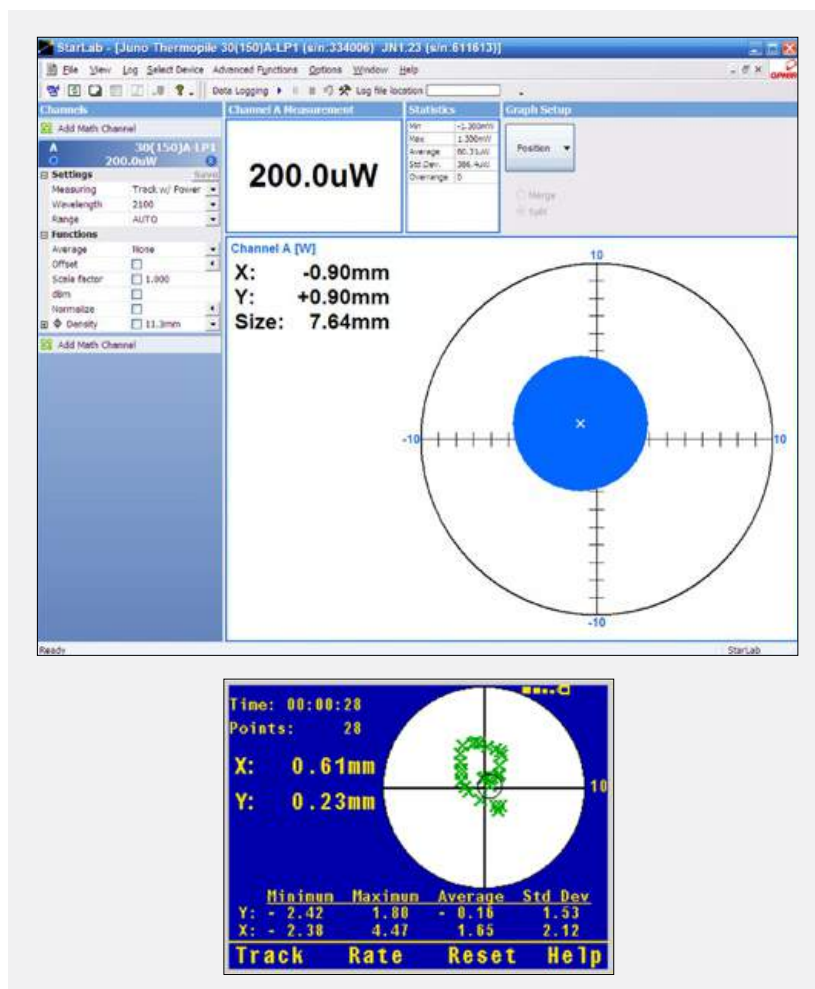 StarLab - [Juno Thermopile 30(150)A-LP1 (s/n:334006) JN1.23 (s/n:611613)]
File View Log Select Device Advanced Functions Options Window Help
Data Logging Log file location
Channels
Add Math Channel
A 30(150)A-LP1
200.0uW
Settings Saved
Measuring Track w/ Power
Wavelength 2100
Range AUTO
Functions
Average None
Offset
Scale factor 1.000
dBm
Normalize
Density 11.3mm
Add Math Channel
Channel A Measurement
200.0uW
Statistics
Min -1.300mW
Max 1.300mW
Average
Std Dev.
Overrange 0
Graph Setup
Position
Merge
Split
Channel A [W]
X: -0.90mm
Y: +0.90mm
Size: 7.64mm
10
-10
10
-10
Ready
StarLab
Time: 00:00:28
Points: 28
X: 0.61mm
Y: 0.23mm
10
Minimum Maximum Average Std Dev
Y: - 2.42 1.80 - 0.16 1.53
X: - 2.38 4.47 1.65 2.12
Track Rate Reset Help